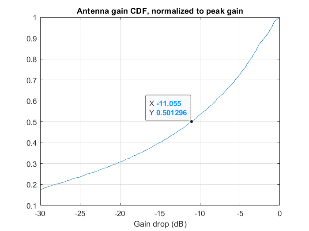 Antenna gain CDF, normalized to peak gain
1
0.9
0.8
0.7
0.6
0.5
0.4
0.3
0.2
0.1
X -11.055
Y 0.501296
-30 -25 -20 -15 -10 -5 0
Gain drop (dB)